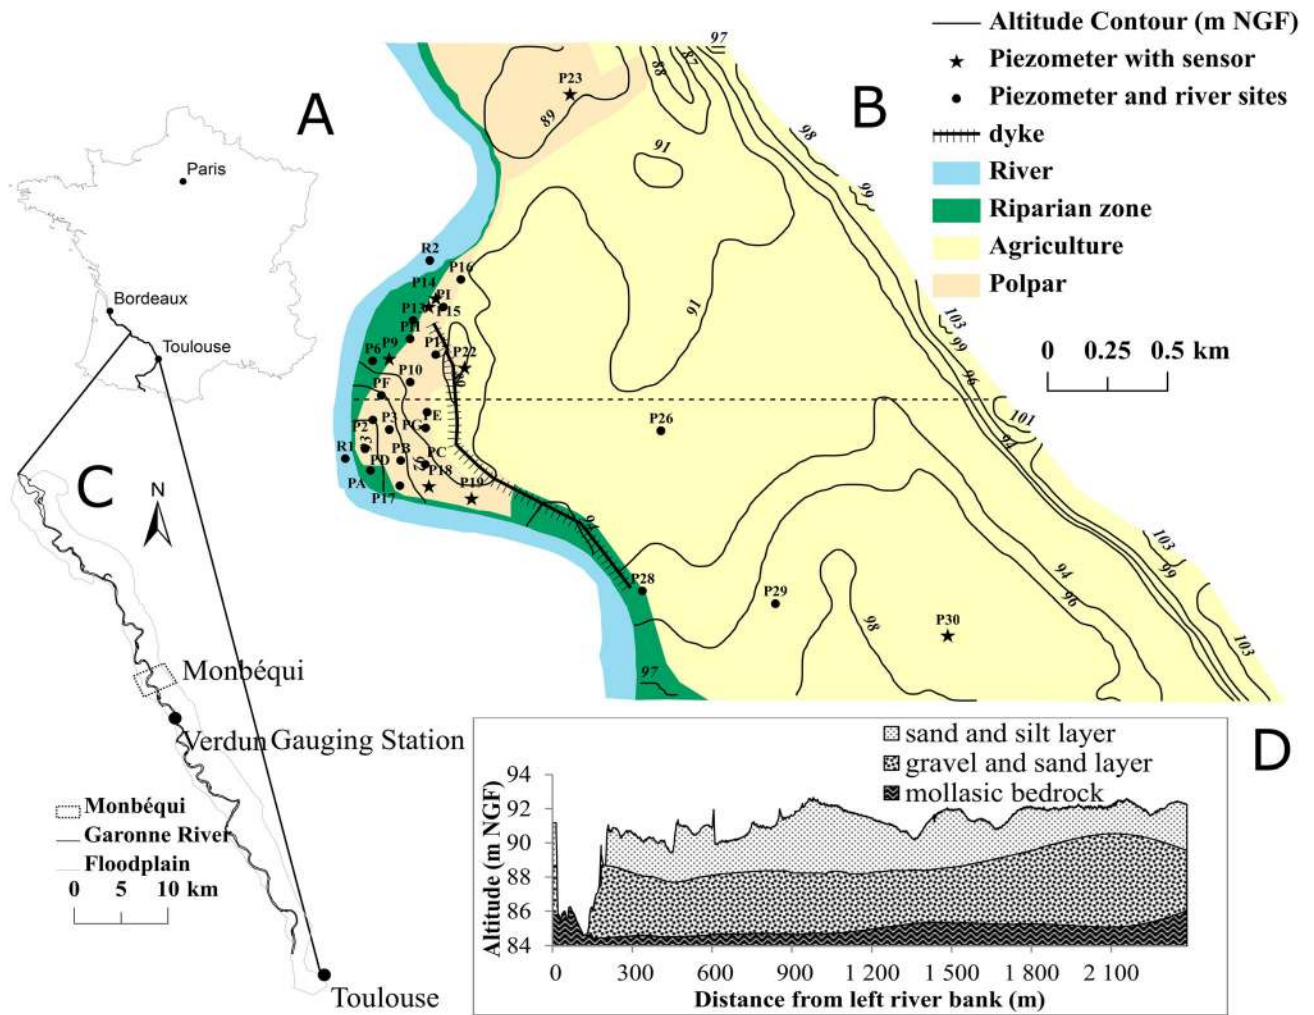 A
B
Altitude Contour (m NGF)
Piezometer with sensor
Piezometer and river sites
dyke
River
Riparian zone
Agriculture
Polpar
0 0.25 0.5 km
97
87
88
P23
89
91
98
99
91
103
99
96
101
94
103
99
94
96
103
98
97
94
92
R2
P16
P14
PI
P13
P15
PH
P9
P6
P22
P10
PF
PE
P2
P3
PG
P26
R1
PB
PC
PD
P18
PA
P17
P19
P28
P29
P30
Paris
Bordeaux
Toulouse
C
N
Monbéqui
Verdun Gauging Station
Monbéqui
Garonne River
Floodplain
0 5 10 km
Toulouse
D
sand and silt layer
gravel and sand layer
mollasic bedrock
Altitude (m NGF)
94
92
90
88
86
84
0 300 600 900 1 200 1 500 1 800 2 100
Distance from left river bank (m)